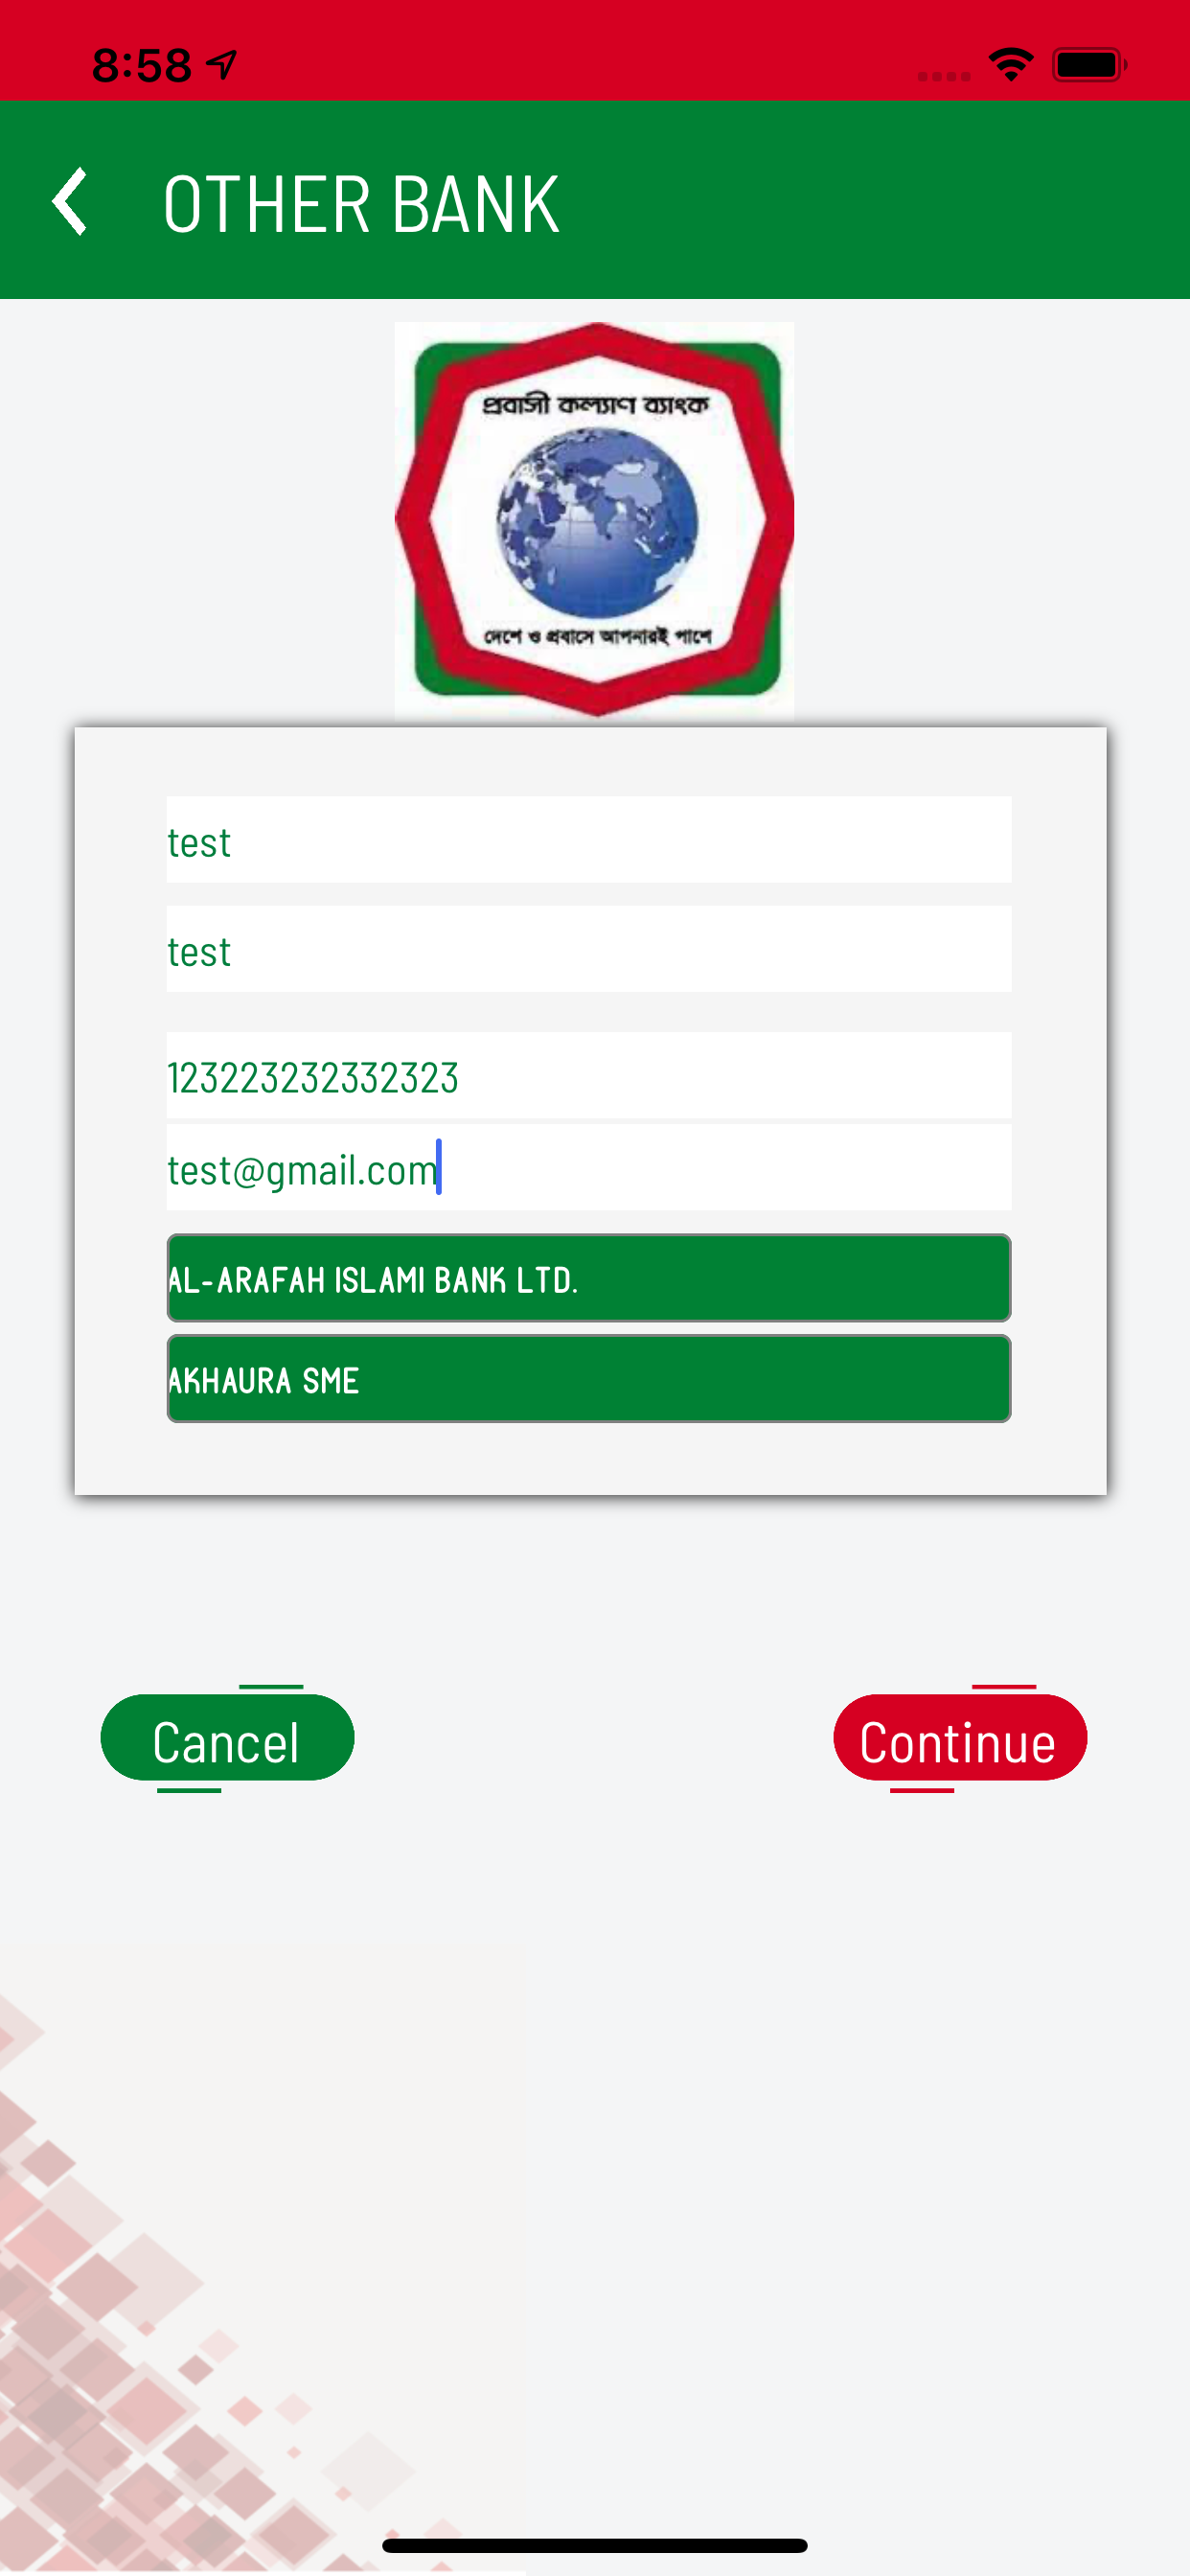 8:58
OTHER BANK
প্রবাসী কল্যাণ ব্যাংক
দেশে ও প্রবাসে আপনারই পাশে
test
test
123223232332323
test@gmail.com
AL-ARAFAH ISLAMI BANK LTD.
AKHAURA SME
Cancel
Continue